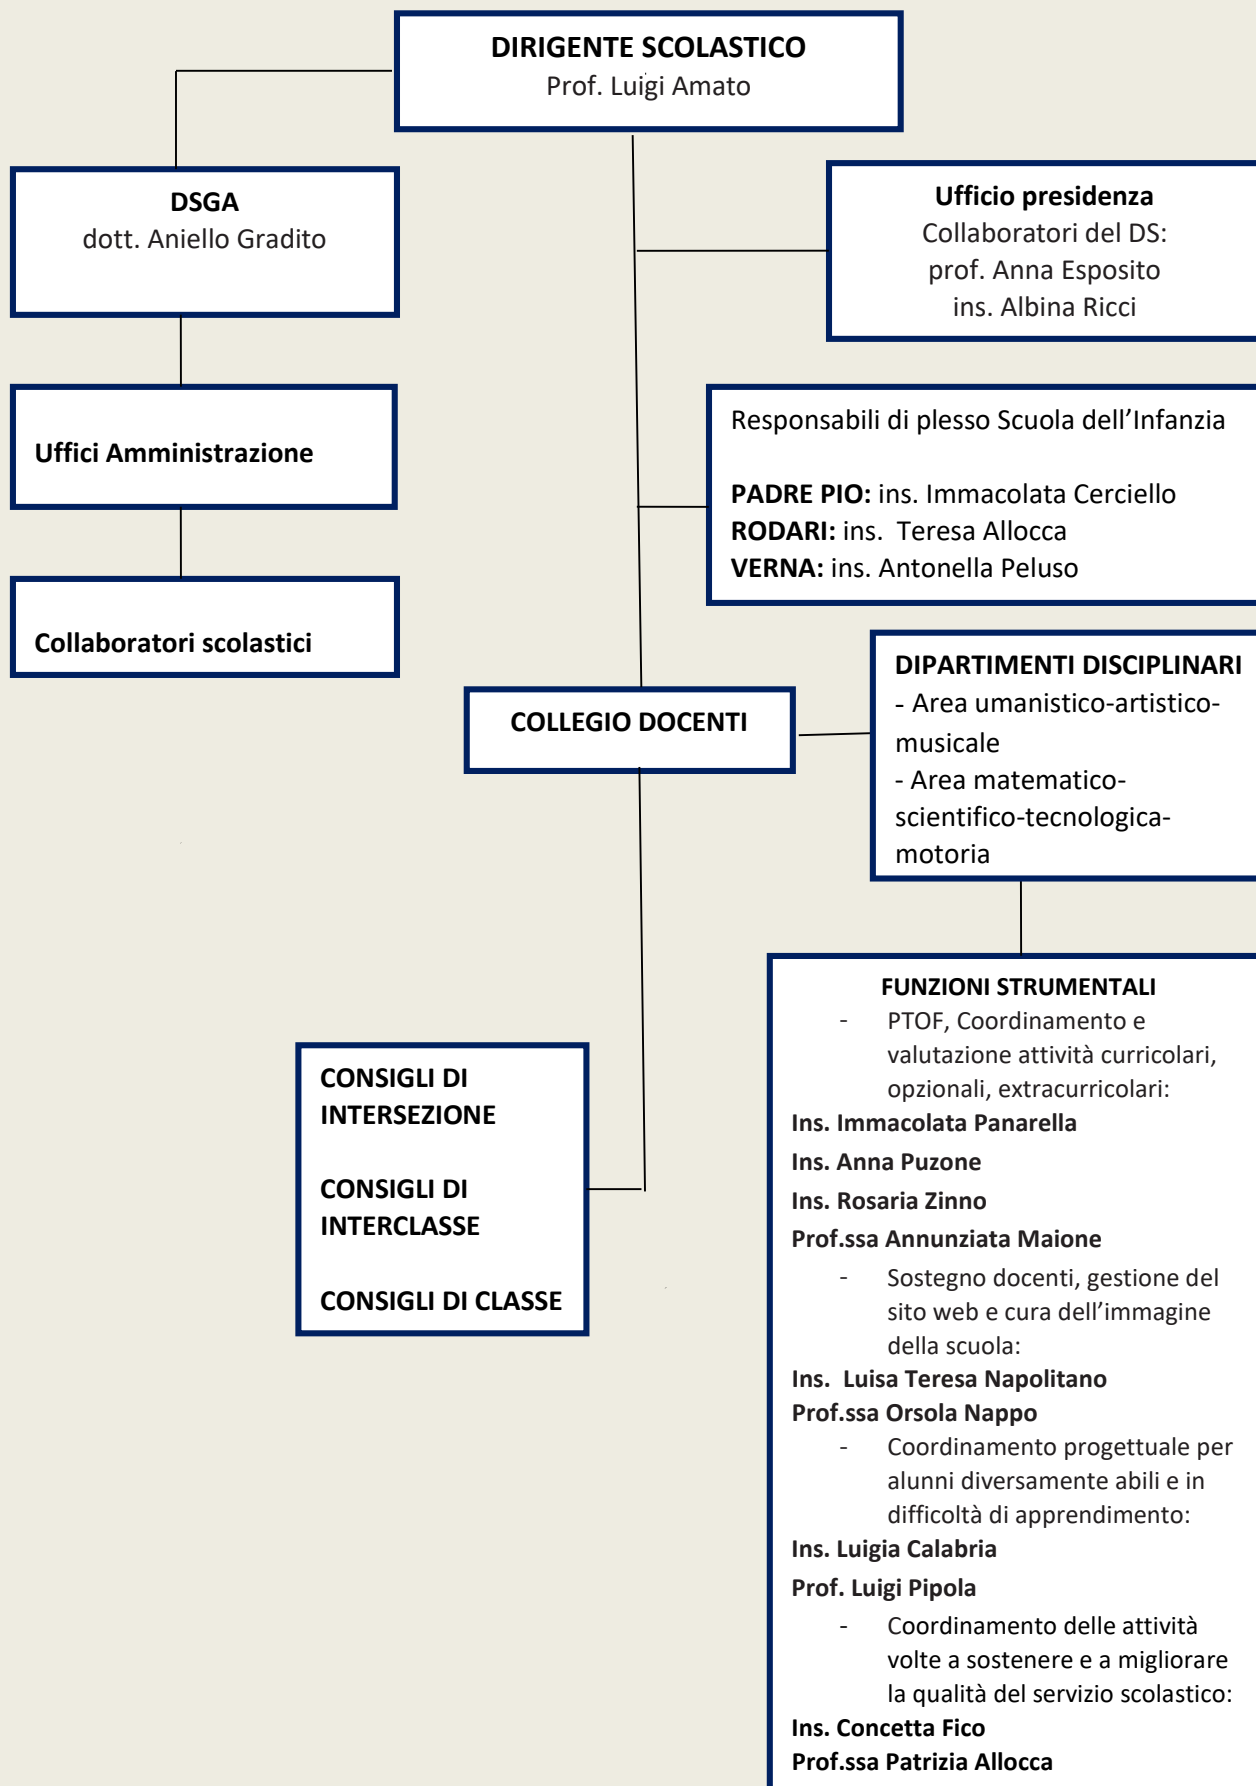 DIRIGENTE SCOLASTICO
Prof. Luigi Amato
DSGA
dott. Aniello Gradito
Ufficio presidenza
Collaboratori del DS:
prof. Anna Esposito
ins. Albina Ricci
Uffici Amministrazione
Responsabili di plesso Scuola dell’Infanzia
PADRE PIO: ins. Immacolata Cerciello
RODARI: ins.  Teresa Allocca
VERNA: ins. Antonella Peluso
Collaboratori scolastici
COLLEGIO DOCENTI
DIPARTIMENTI DISCIPLINARI
- Area umanistico-artistico-
musicale
- Area matematico-
scientifico-tecnologica-
motoria
CONSIGLI DI
INTERSEZIONE
CONSIGLI DI
INTERCLASSE
CONSIGLI DI CLASSE
FUNZIONI STRUMENTALI
- PTOF, Coordinamento e
valutazione attività curricolari,
opzionali, extracurricolari:
Ins. Immacolata Panarella
Ins. Anna Puzone
Ins. Rosaria Zinno
Prof.ssa Annunziata Maione
- Sostegno docenti, gestione del
sito web e cura dell’immagine
della scuola:
Ins.  Luisa Teresa Napolitano
Prof.ssa Orsola Nappo
- Coordinamento progettuale per
alunni diversamente abili e in
difficoltà di apprendimento:
Ins. Luigia Calabria
Prof. Luigi Pipola
- Coordinamento delle attività
volte a sostenere e a migliorare
la qualità del servizio scolastico:
Ins. Concetta Fico
Prof.ssa Patrizia Allocca